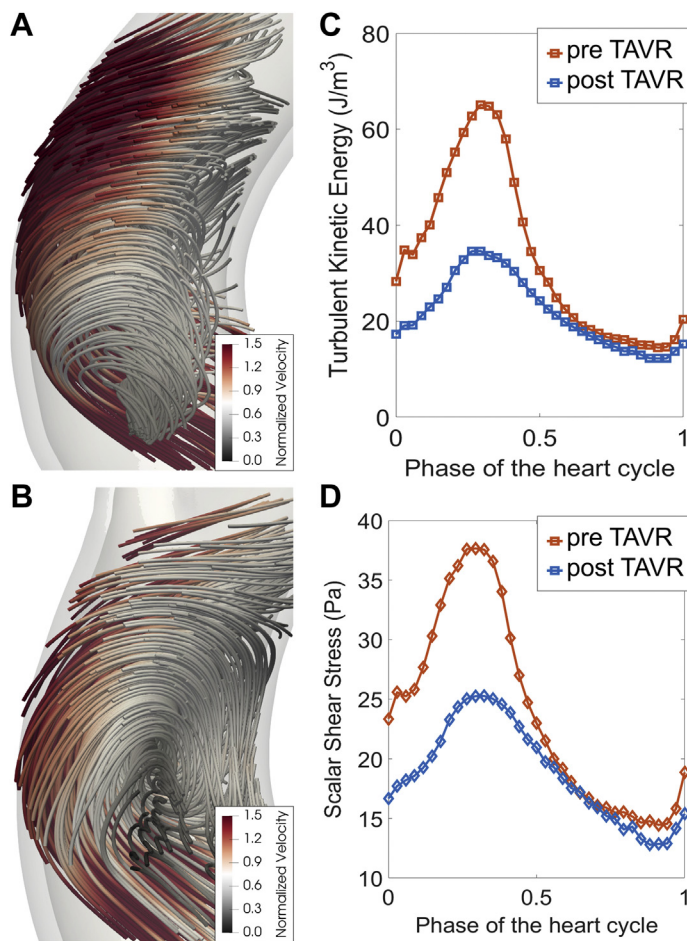 A
1.5
1.2
0.9
0.6
0.3
0.0
Normalized Velocity
B
1.5
1.2
0.9
0.6
0.3
0.0
Normalized Velocity
C
80
60
40
20
0
Turbulent Kinetic Energy (J/m³)
pre TAVR
post TAVR
0
0.5
1
Phase of the heart cycle
D
40
35
30
25
20
15
10
Scalar Shear Stress (Pa)
pre TAVR
post TAVR
0
0.5
1
Phase of the heart cycle